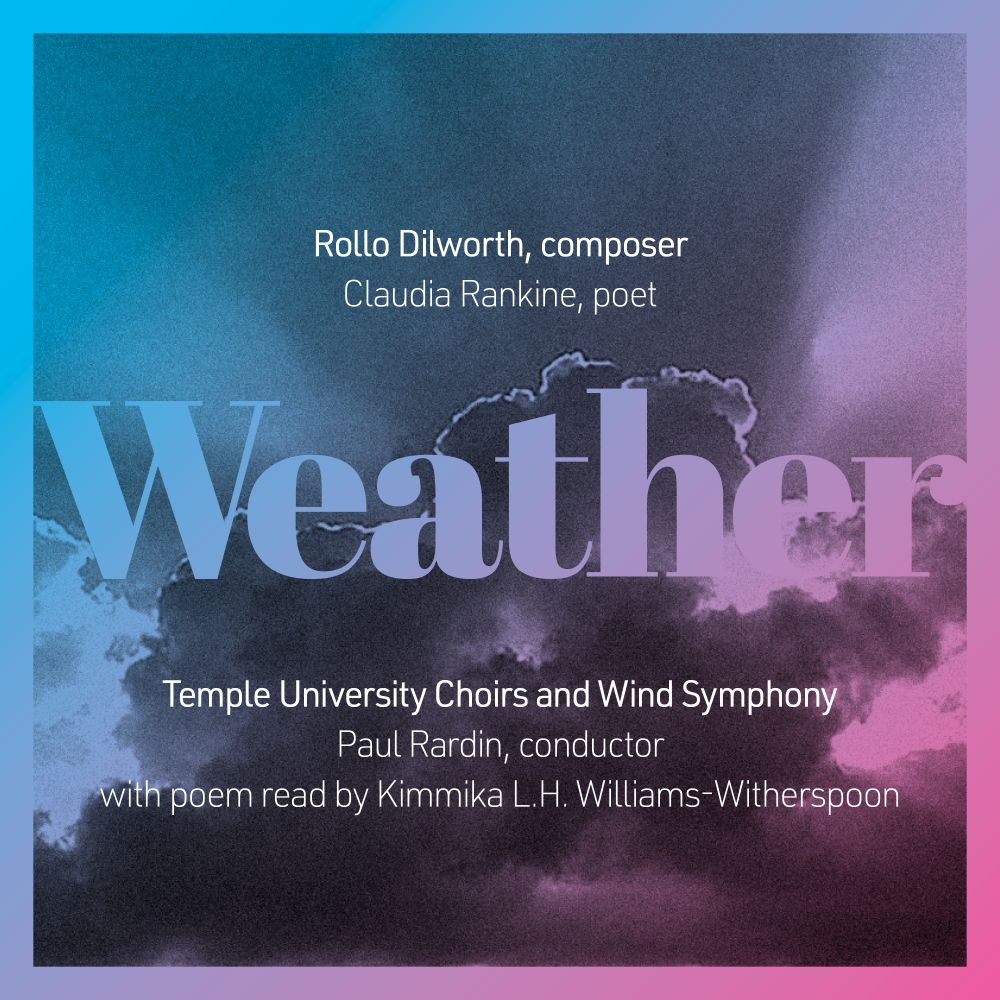 Rollo Dilworth, composer
Claudia Rankine, poet
Weather
Temple University Choirs and Wind Symphony
Paul Rardin, conductor
with poem read by Kimmika L.H. Williams-Witherspoon